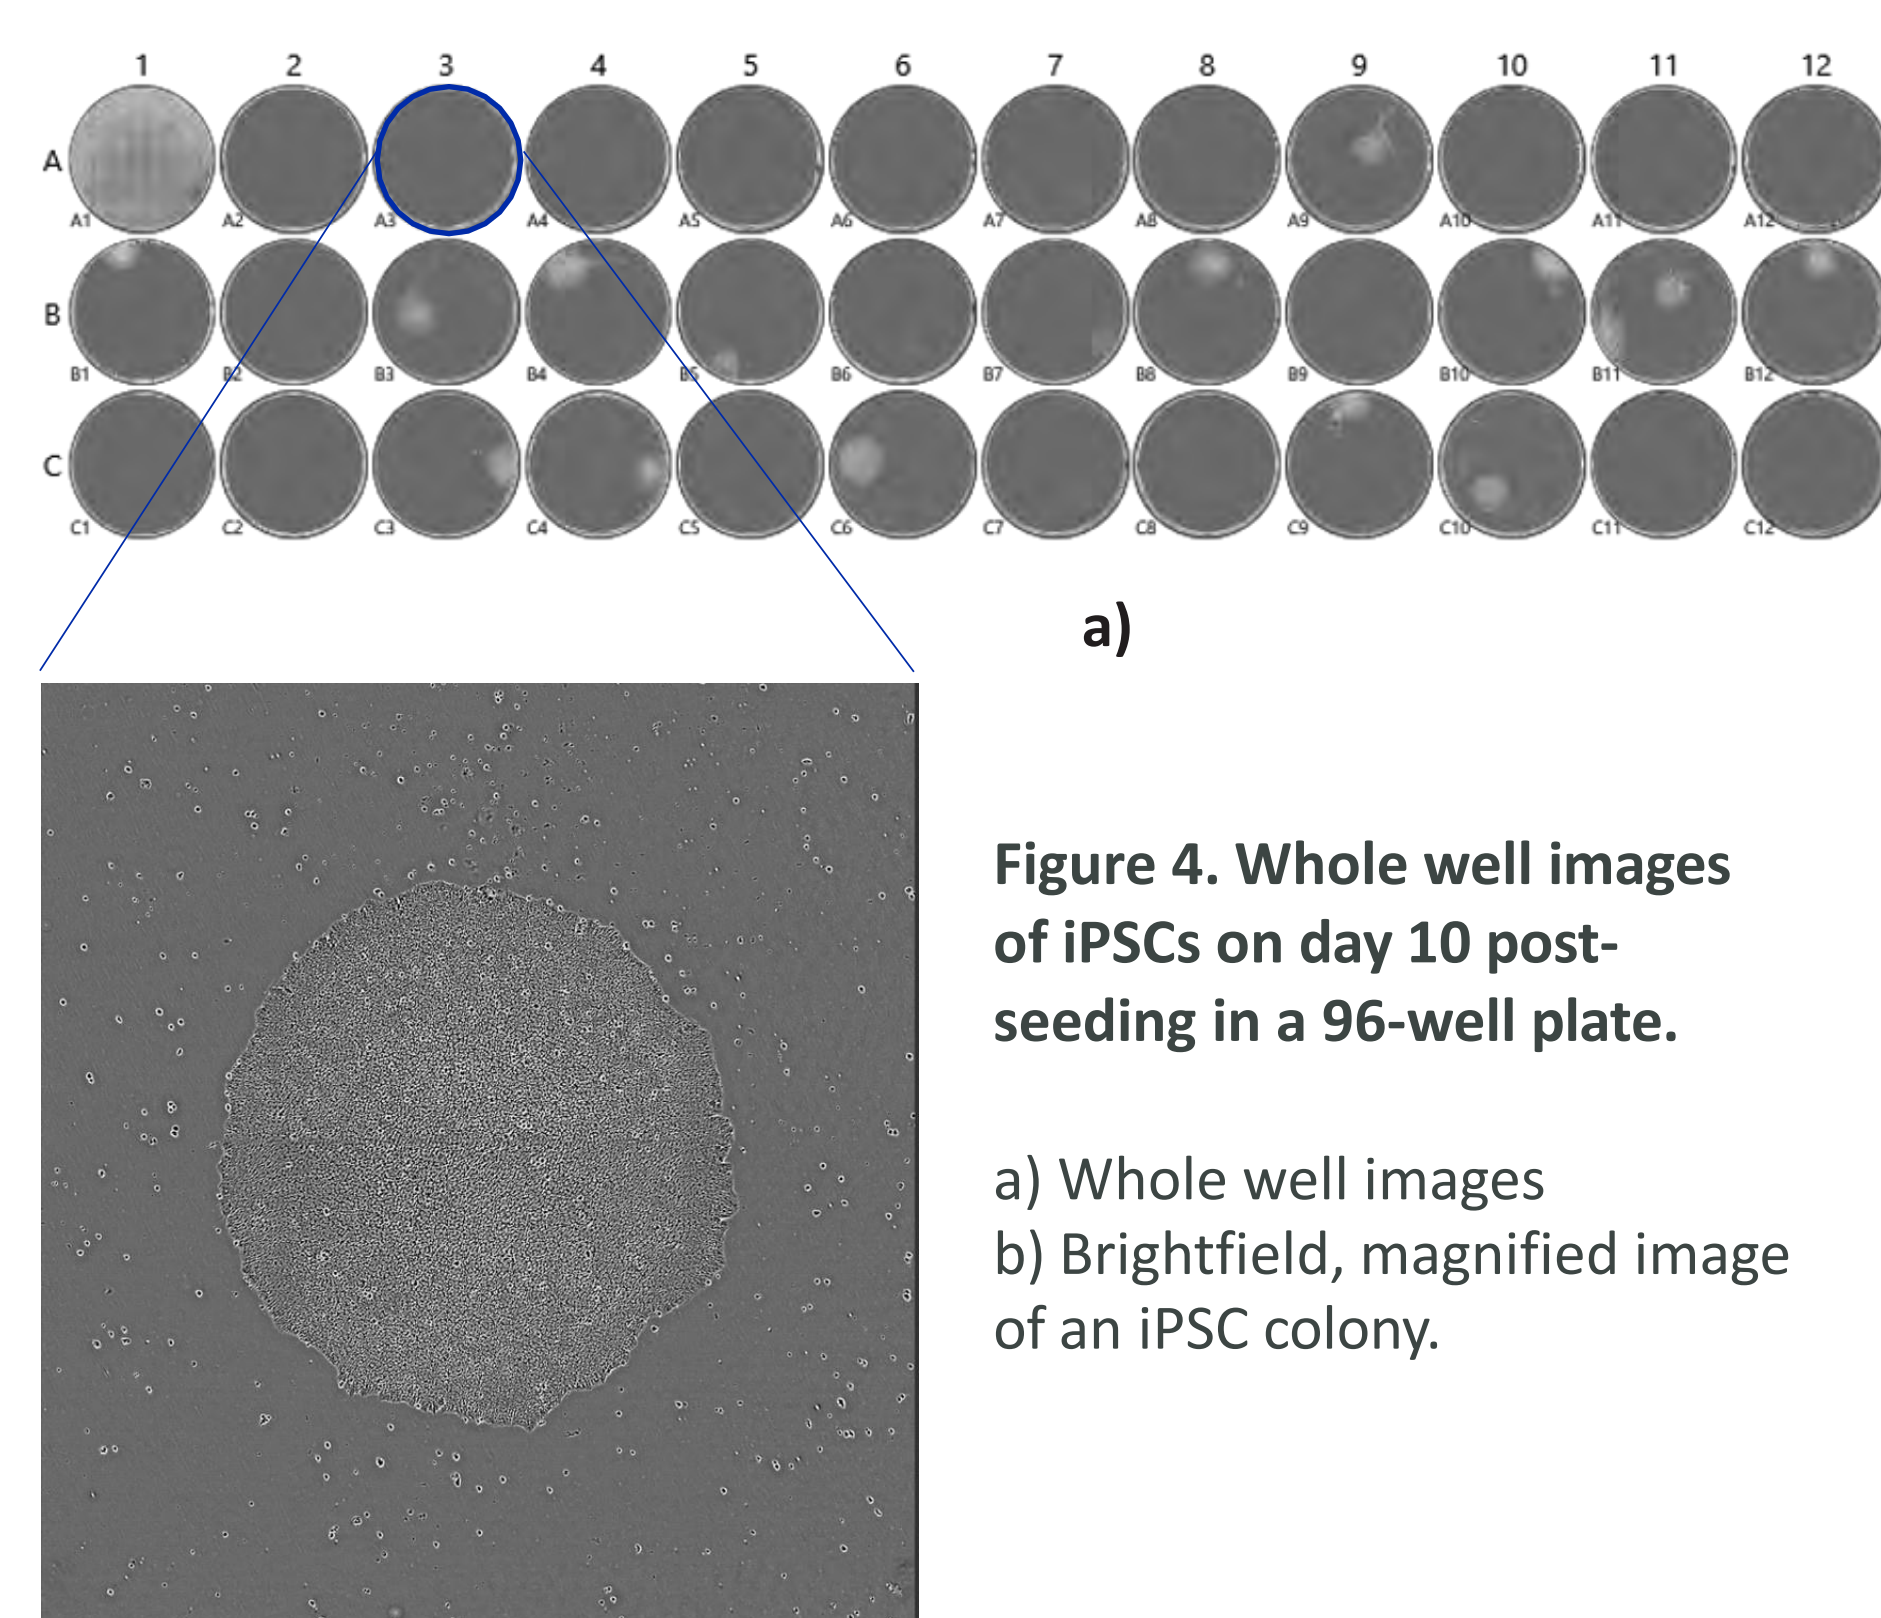 1 2 3 4 5 6 7 8 9 10 11 12
A
A1 A2 A3 A4 A5 A6 A7 A8 A9 A10 A11 A12
B
B1 B2 B3 B4 B5 B6 B7 B8 B9 B10 B11 B12
C
C1 C2 C3 C4 C5 C6 C7 C8 C9 C10 C11 C12
a)
Figure 4. Whole well images
of iPSCs on day 10 post-
seeding in a 96-well plate.
a) Whole well images
b) Brightfield, magnified image
of an iPSC colony.